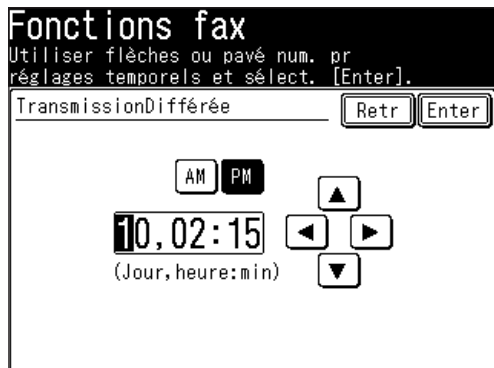 Fonctions fax
Utiliser flèches ou pavé num. pr
réglages temporels et sélect. [Enter].
TransmissionDifférée
Retr
Enter
AM
PM
10,02:15
(Jour,heure:min)